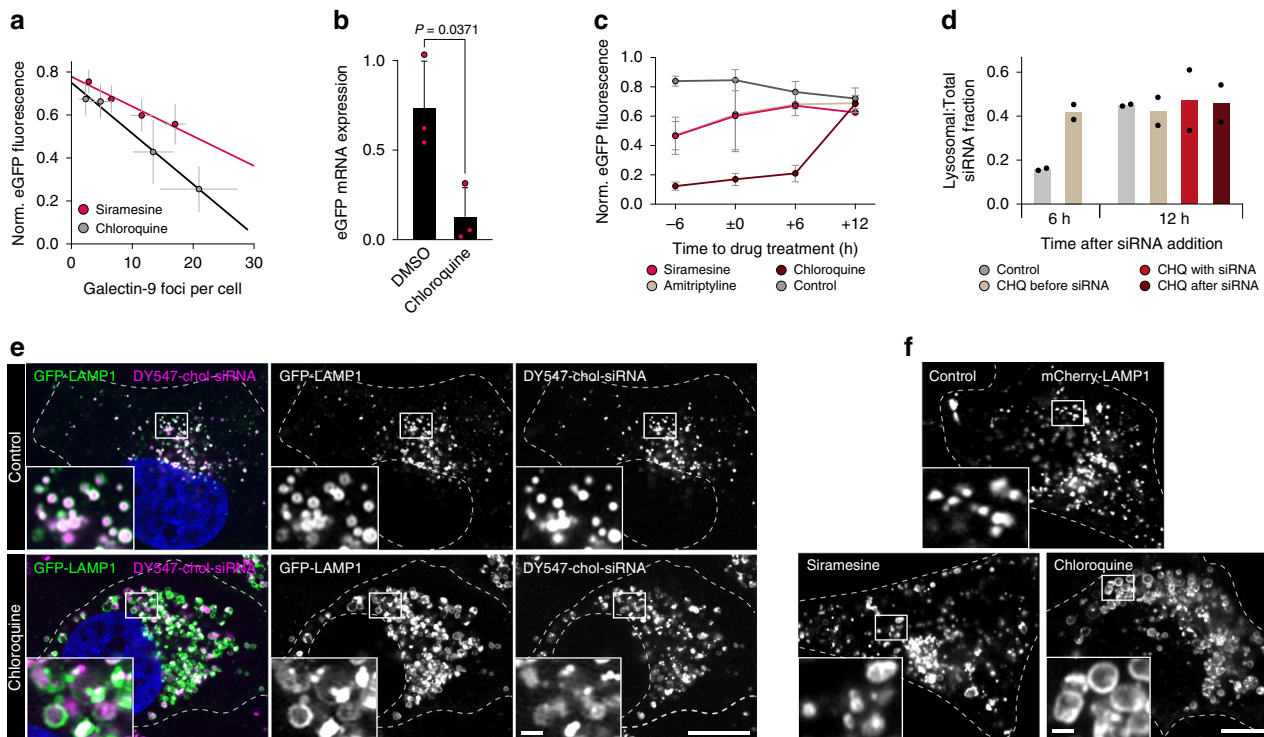 a
Norm. eGFP fluorescence
0.8
0.6
0.4
0.2
0.0
Siramesine
Chloroquine
0
10
20
30
Galectin-9 foci per cell
b
P = 0.0371
eGFP mRNA expression
1.0
0.5
0.0
DMSO
Chloroquine
c
Norm. eGFP fluorescence
1.0
0.8
0.6
0.4
0.2
0.0
−6
±0
+6
+12
Time to drug treatment (h)
Siramesine
Chloroquine
Amitriptyline
Control
d
Lysosomal:Total
siRNA fraction
0.6
0.4
0.2
0.0
6 h
12 h
Time after siRNA addition
Control
CHQ with siRNA
CHQ before siRNA
CHQ after siRNA
e
Control
GFP-LAMP1 DY547-chol-siRNA
GFP-LAMP1
DY547-chol-siRNA
Chloroquine
GFP-LAMP1 DY547-chol-siRNA
GFP-LAMP1
DY547-chol-siRNA
f
Control
mCherry-LAMP1
Siramesine
Chloroquine